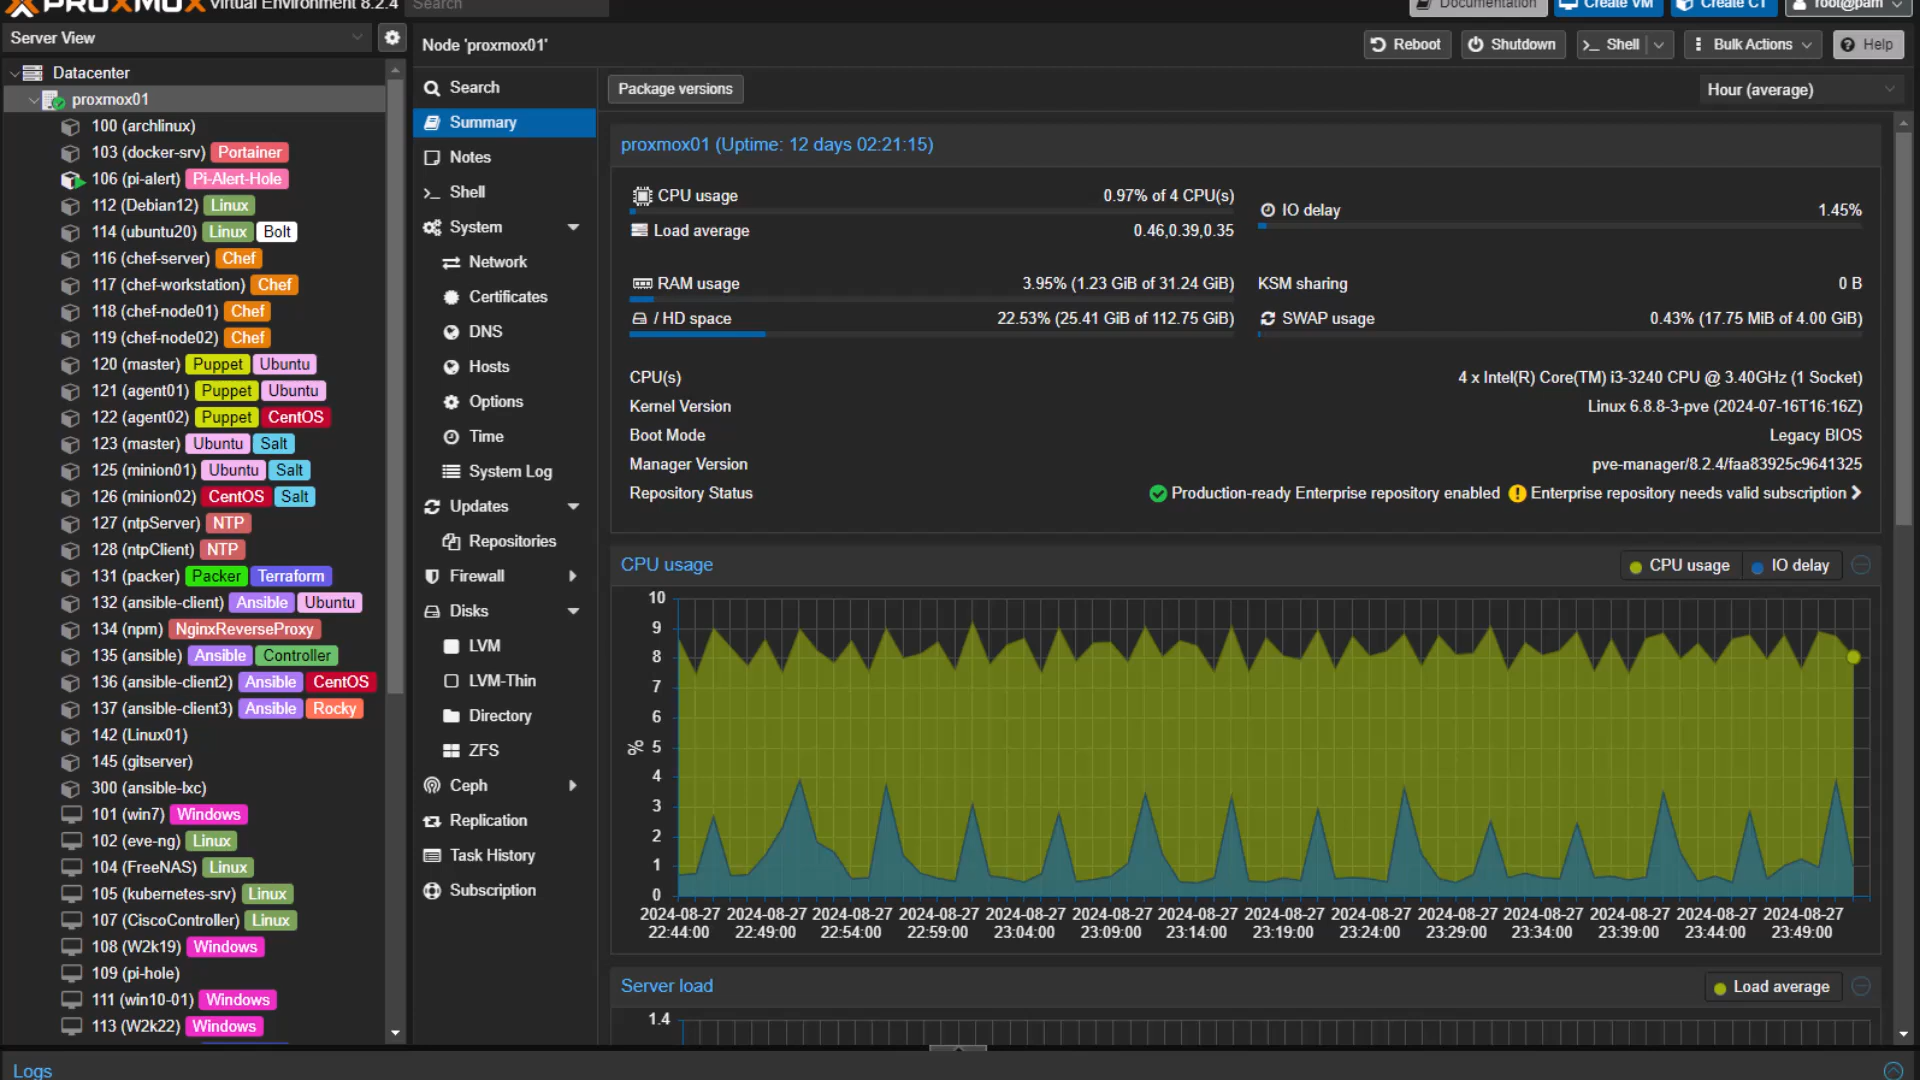 PROXMOX Virtual Environment 8.2.4 Search
Documentation Create VM Create CT root@pam
Server View
Datacenter
proxmox01
100 (archlinux)
103 (docker-srv) Portainer
106 (pi-alert) Pi-Alert-Hole
112 (Debian12) Linux
114 (ubuntu20) Linux Bolt
116 (chef-server) Chef
117 (chef-workstation) Chef
118 (chef-node01) Chef
119 (chef-node02) Chef
120 (master) Puppet Ubuntu
121 (agent01) Puppet Ubuntu
122 (agent02) Puppet CentOS
123 (master) Ubuntu Salt
125 (minion01) Ubuntu Salt
126 (minion02) CentOS Salt
127 (ntpServer) NTP
128 (ntpClient) NTP
131 (packer) Packer Terraform
132 (ansible-client) Ansible Ubuntu
134 (npm) NginxReverseProxy
135 (ansible) Ansible Controller
136 (ansible-client2) Ansible CentOS
137 (ansible-client3) Ansible Rocky
142 (Linux01)
145 (gitserver)
300 (ansible-lxc)
101 (win7) Windows
102 (eve-ng) Linux
104 (FreeNAS) Linux
105 (kubernetes-srv) Linux
107 (CiscoController) Linux
108 (W2k19) Windows
109 (pi-hole)
111 (win10-01) Windows
113 (W2k22) Windows
Node 'proxmox01'
Reboot Shutdown Shell Bulk Actions Help
Search
Summary
Notes
Shell
System
Network
Certificates
DNS
Hosts
Options
Time
System Log
Updates
Repositories
Firewall
Disks
LVM
LVM-Thin
Directory
ZFS
Ceph
Replication
Task History
Subscription
Package versions
Hour (average)
proxmox01 (Uptime: 12 days 02:21:15)
CPU usage 0.97% of 4 CPU(s)
IO delay 1.45%
Load average 0.46,0.39,0.35
RAM usage 3.95% (1.23 GiB of 31.24 GiB)
KSM sharing 0 B
/ HD space 22.53% (25.41 GiB of 112.75 GiB)
SWAP usage 0.43% (17.75 MiB of 4.00 GiB)
CPU(s) 4 x Intel(R) Core(TM) i3-3240 CPU @ 3.40GHz (1 Socket)
Kernel Version Linux 6.8.8-3-pve (2024-07-16T16:16Z)
Boot Mode Legacy BIOS
Manager Version pve-manager/8.2.4/faa83925c9641325
Repository Status Production-ready Enterprise repository enabled Enterprise repository needs valid subscription
CPU usage
CPU usage IO delay
10
9
8
7
6
%
5
4
3
2
1
0
2024-08-27 2024-08-27 2024-08-27 2024-08-27 2024-08-27 2024-08-27 2024-08-27 2024-08-27 2024-08-27 2024-08-27 2024-08-27 2024-08-27 2024-08-27 2024-08-27
22:44:00 22:49:00 22:54:00 22:59:00 23:04:00 23:09:00 23:14:00 23:19:00 23:24:00 23:29:00 23:34:00 23:39:00 23:44:00 23:49:00
Server load
Load average
1.4
Logs